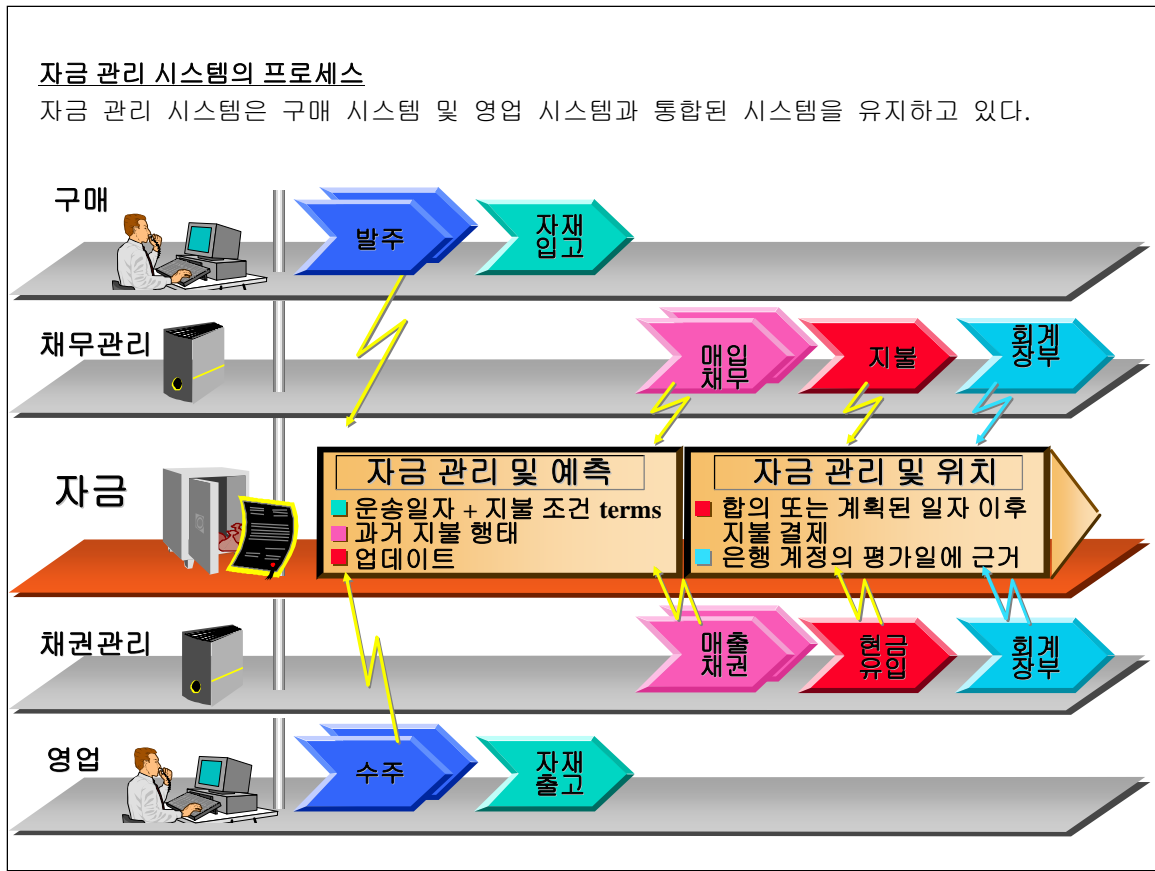 자금 관리 시스템의 프로세스
자금 관리 시스템은 구매 시스템 및 영업 시스템과 통합된 시스템을 유지하고 있다.
구매
발주
자재
입고
채무관리
매입
채무
지불
회계
장부
자금
자금 관리 및 예측
운송일자 + 지불 조건 terms
과거 지불 행태
업데이트
자금 관리 및 위치
합의 또는 계획된 일자 이후
지불 결제
은행 계정의 평가일에 근거
채권관리
매출
채권
현금
유입
회계
장부
영업
수주
자재
출고